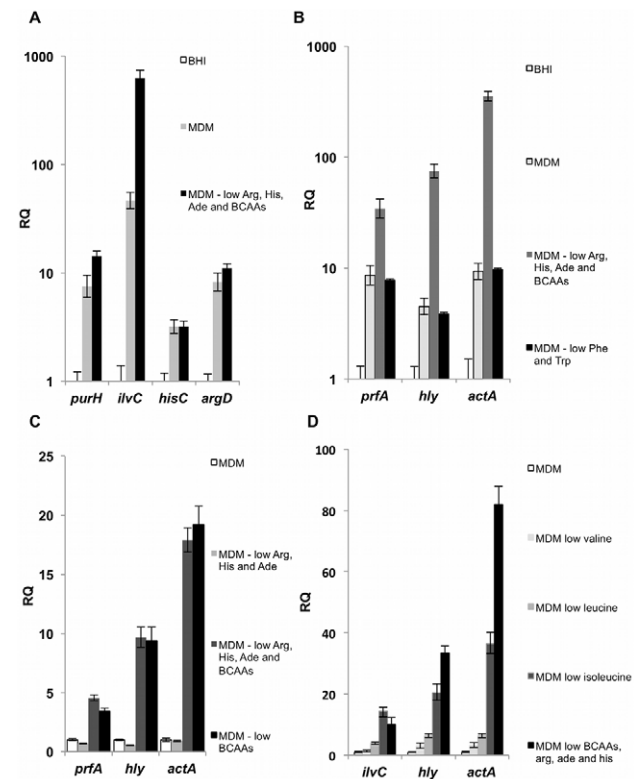 A
1000
100
10
1
RQ
purH ilvC hisC argD
BHI
MDM
MDM - low Arg, His,
Ade and BCAAs
B
1000
100
10
1
RQ
prfA hly actA
BHI
MDM
MDM - low Arg,
His, Ade and
BCAAs
MDM - low Phe
and Trp
C
25
20
15
10
5
0
RQ
prfA hly actA
MDM
MDM - low Arg,
His and Ade
MDM - low Arg,
His, Ade and
BCAAs
MDM - low
BCAAs
D
100
80
60
40
20
0
RQ
ilvC hly actA
MDM
MDM low valine
MDM low leucine
MDM low isoleucine
MDM low BCAAs,
arg, ade and his